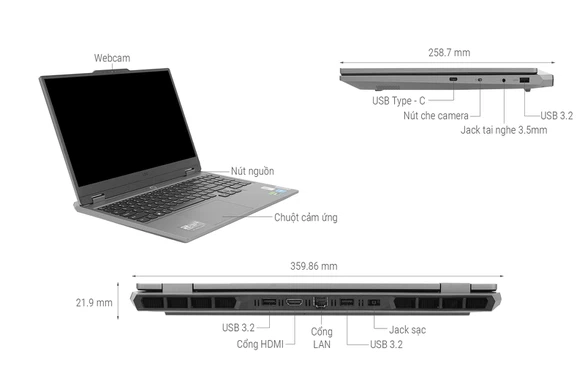 Webcam
Nút nguồn
Chuột cảm ứng
258.7 mm
USB Type - C
USB 3.2
Nút che camera
Jack tai nghe 3.5mm
359.86 mm
21.9 mm
USB 3.2
Cổng HDMI
Cổng
LAN
Jack sạc
USB 3.2